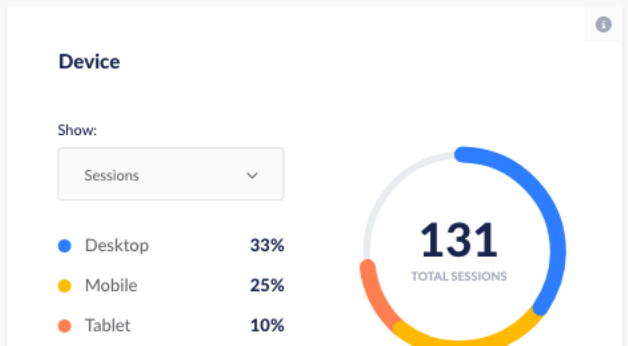 Device
Show:
Sessions
Desktop 33%
Mobile 25%
Tablet 10%
131
TOTAL SESSIONS